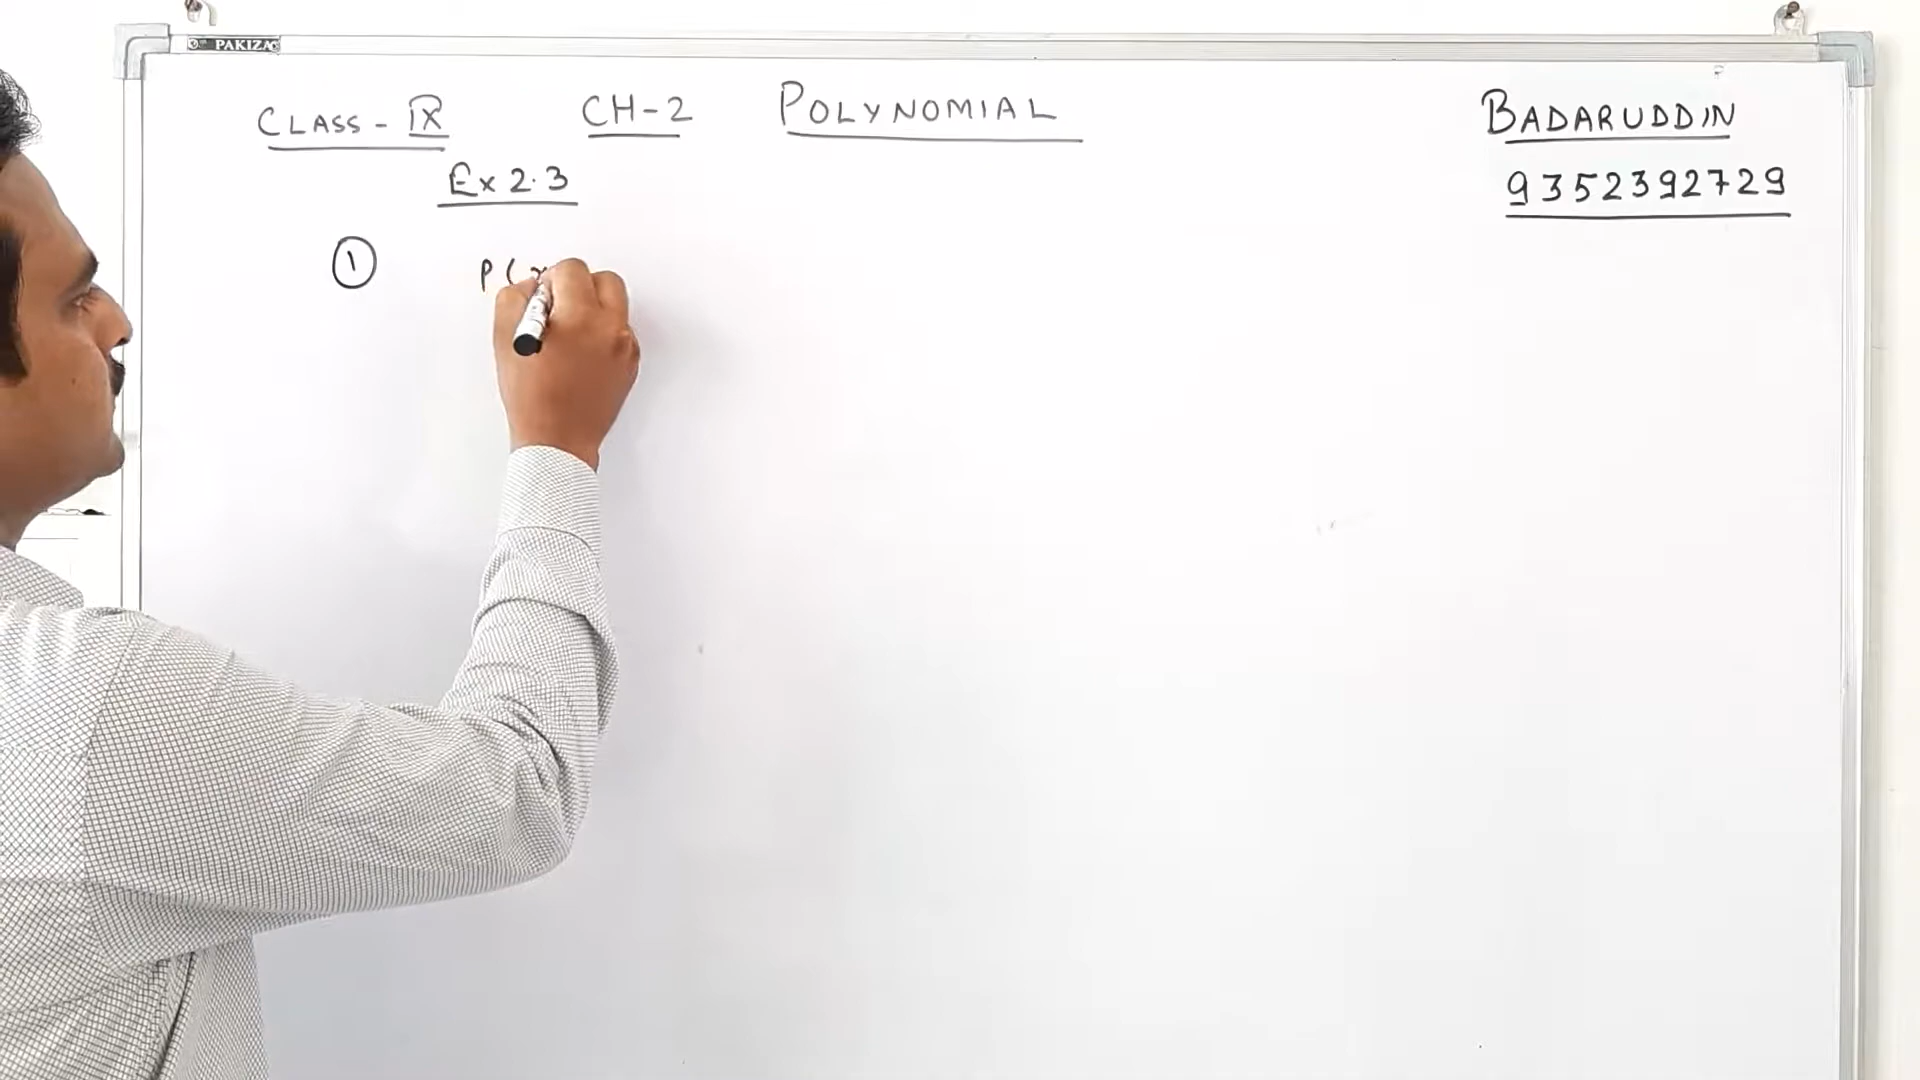 PAKIZA
CLASS - IX CH-2 POLYNOMIAL BADARUDDIN
Ex 2.3 9352392729
1 P(x